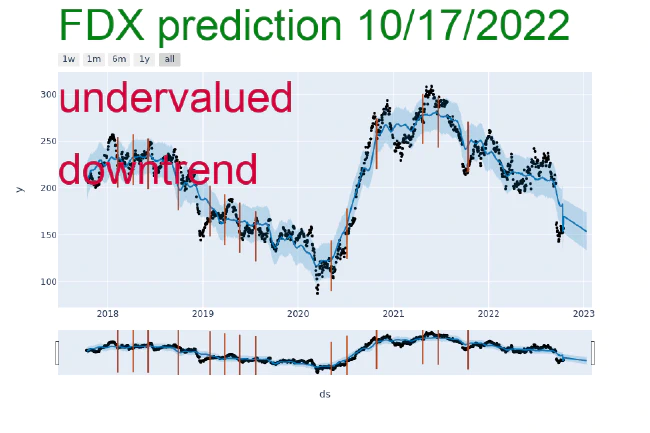 FDX prediction 10/17/2022
1w 1m 6m 1y all
undervalued
downtrend
300
250
200
150
100
y
2018 2019 2020 2021 2022 2023
ds